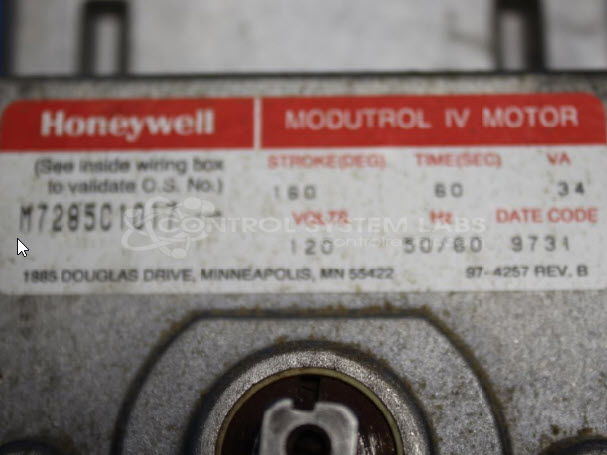 Honeywell
MODUTROL IV MOTOR
(See inside wiring box
to validate O.S. No.)
STROKE(DEG) TIME(SEC) VA
160 60 34
VOLTS Hz DATE CODE
120 50/60 9731
CONTROL SYSTEM LABS
1985 DOUGLAS DRIVE, MINNEAPOLIS, MN 55422
97-4257 REV. B